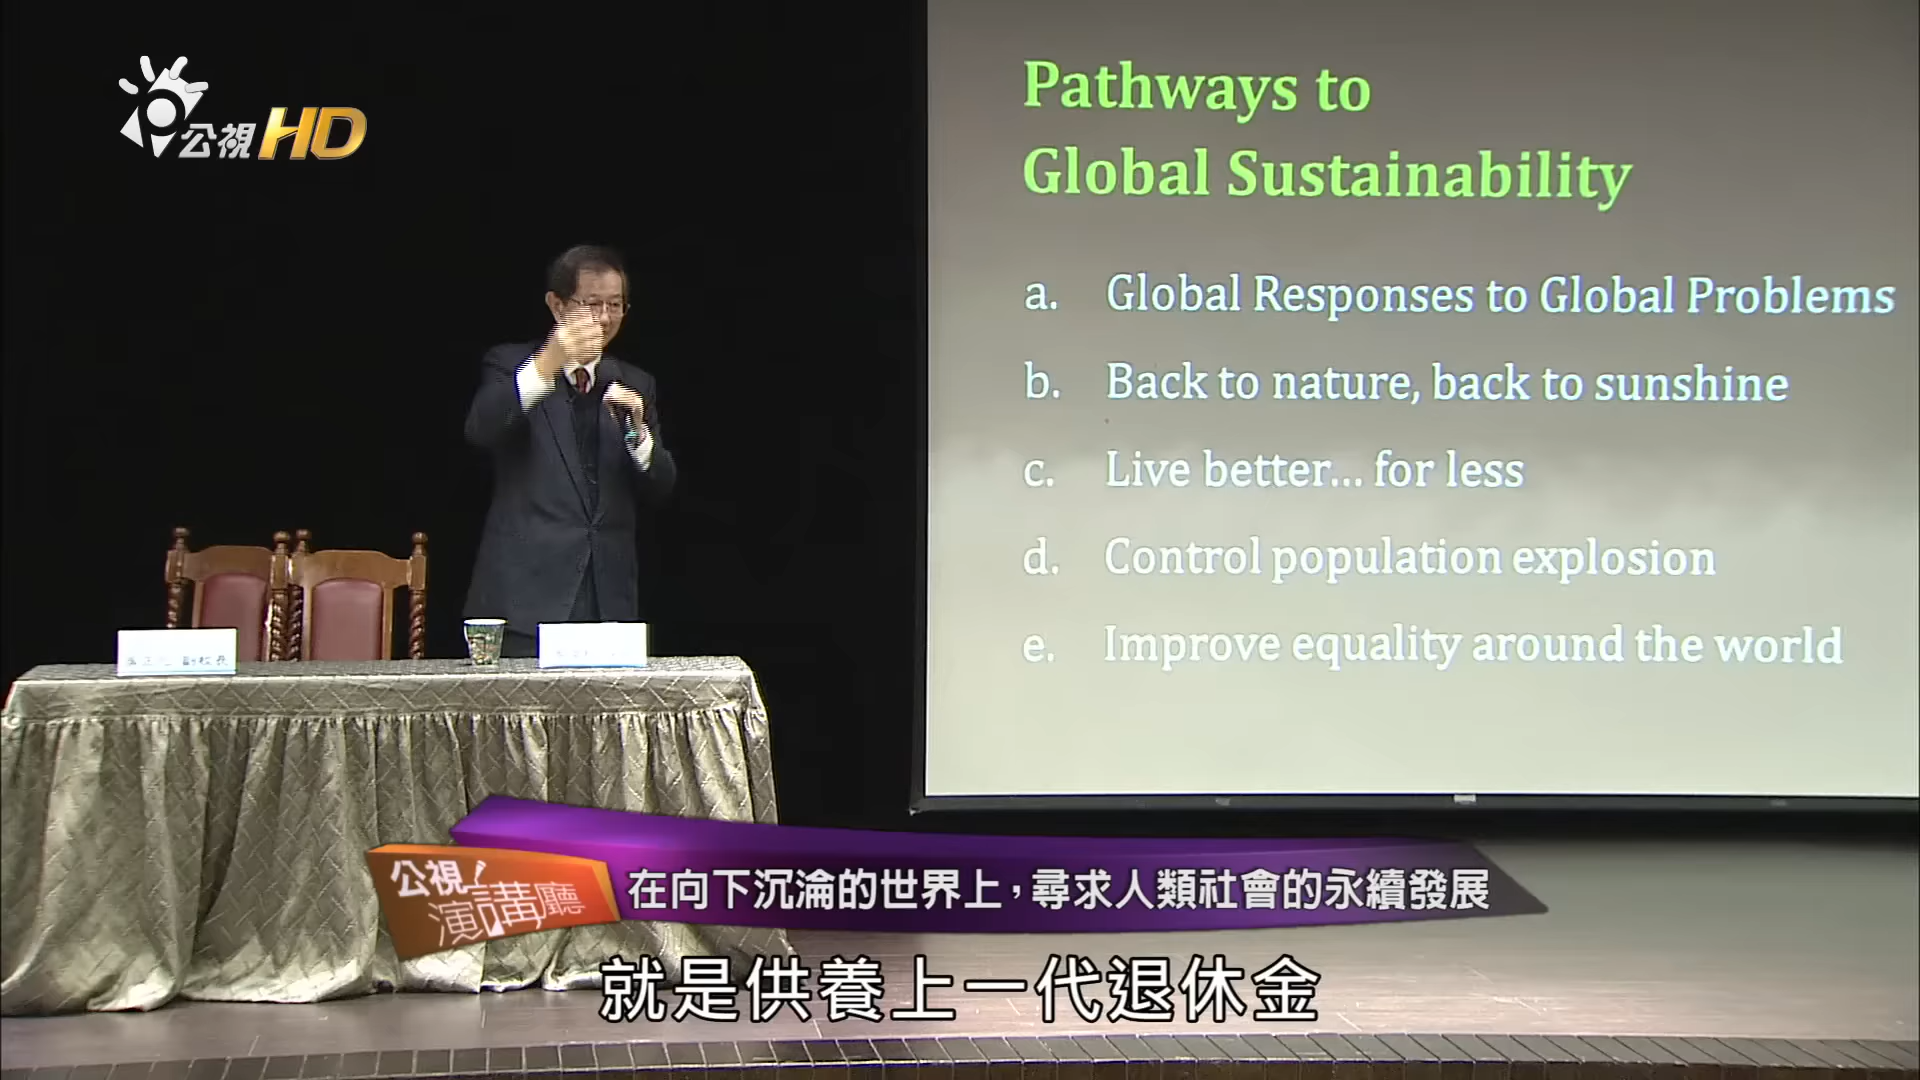 公視HD
Pathways to
Global Sustainability
a. Global Responses to Global Problems
b. Back to nature, back to sunshine
c. Live better... for less
d. Control population explosion
e. Improve equality around the world
副校長
公視
演講廳
在向下沉淪的世界上，尋求人類社會的永續發展
就是供養上一代退休金